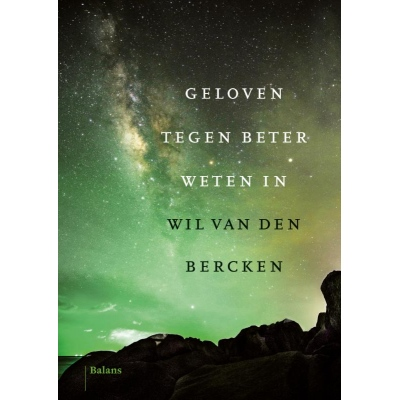 GELOVEN
TEGEN BETER
WETEN IN
WIL VAN DEN
BERCKEN
Balans